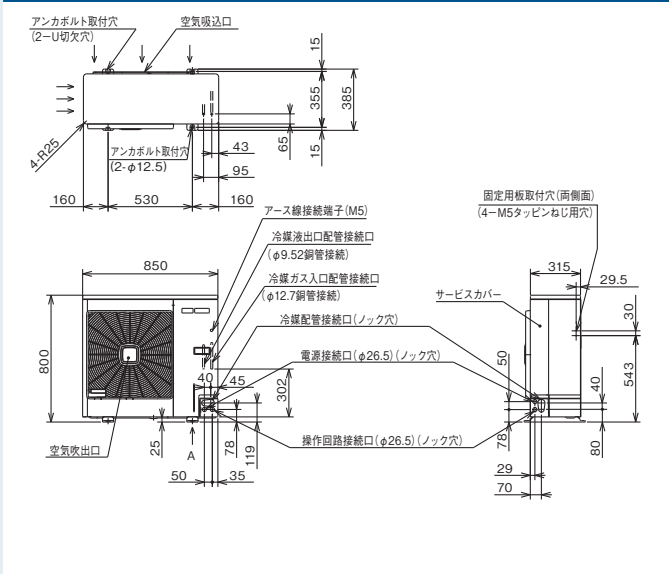 アンカボルト取付穴
(2−U切欠穴)
空気吸込口
15
355
385
15
65
4-R25
アンカボルト取付穴
(2-φ12.5)
43
95
160
530
160
アース線接続端子(M5)
冷媒液出口配管接続口
(φ9.52銅管接続)
冷媒ガス入口配管接続口
(φ12.7銅管接続)
冷媒配管接続口(ノック穴)
電源接続口(φ26.5)(ノック穴)
操作回路接続口(φ26.5)(ノック穴)
850
800
40
45
302
空気吹出口
25
A
78
119
50
35
固定用板取付穴(両側面)
(4−M5タッピンねじ用穴)
315
29.5
サービスカバー
30
543
50
40
78
80
29
70